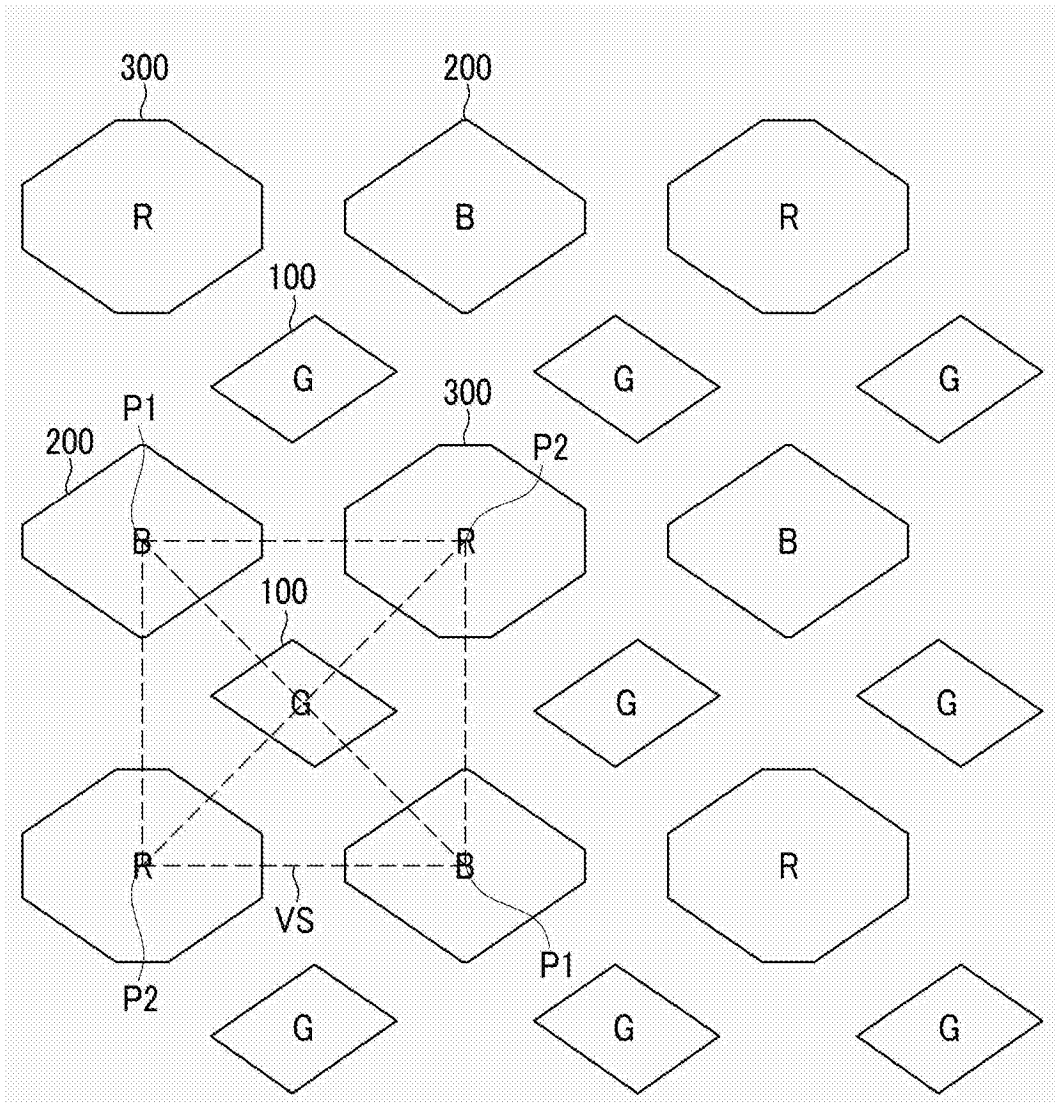 300 200
R B R
100
G G G
P1 300
200 P2
B R B
100
G G G
R B R
VS
P2 P1
G G G